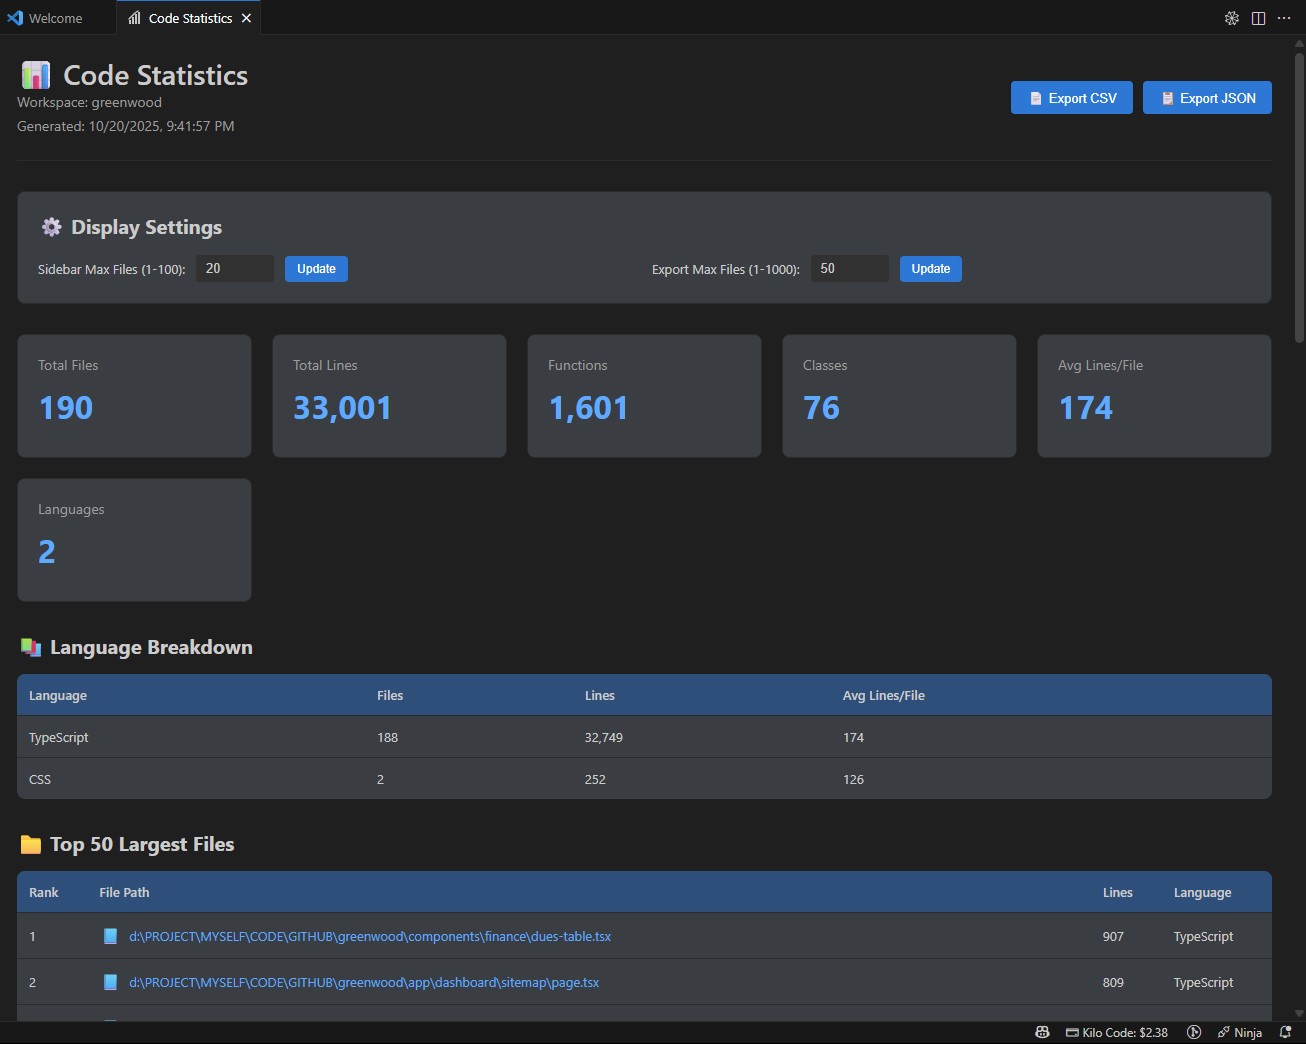 Welcome
Code Statistics
Code Statistics
Workspace: greenwood
Generated: 10/20/2025, 9:41:57 PM
Export CSV
Export JSON
Display Settings
Sidebar Max Files (1-100): 20 Update
Export Max Files (1-1000): 50 Update
Total Files
190
Total Lines
33,001
Functions
1,601
Classes
76
Avg Lines/File
174
Languages
2
Language Breakdown
Language Files Lines Avg Lines/File
TypeScript 188 32,749 174
CSS 2 252 126
Top 50 Largest Files
Rank File Path Lines Language
1 d:\PROJECT\MYSELF\CODE\GITHUB\greenwood\components\finance\dues-table.tsx 907 TypeScript
2 d:\PROJECT\MYSELF\CODE\GITHUB\greenwood\app\dashboard\sitemap\page.tsx 809 TypeScript
Kilo Code: $2.38
Ninja